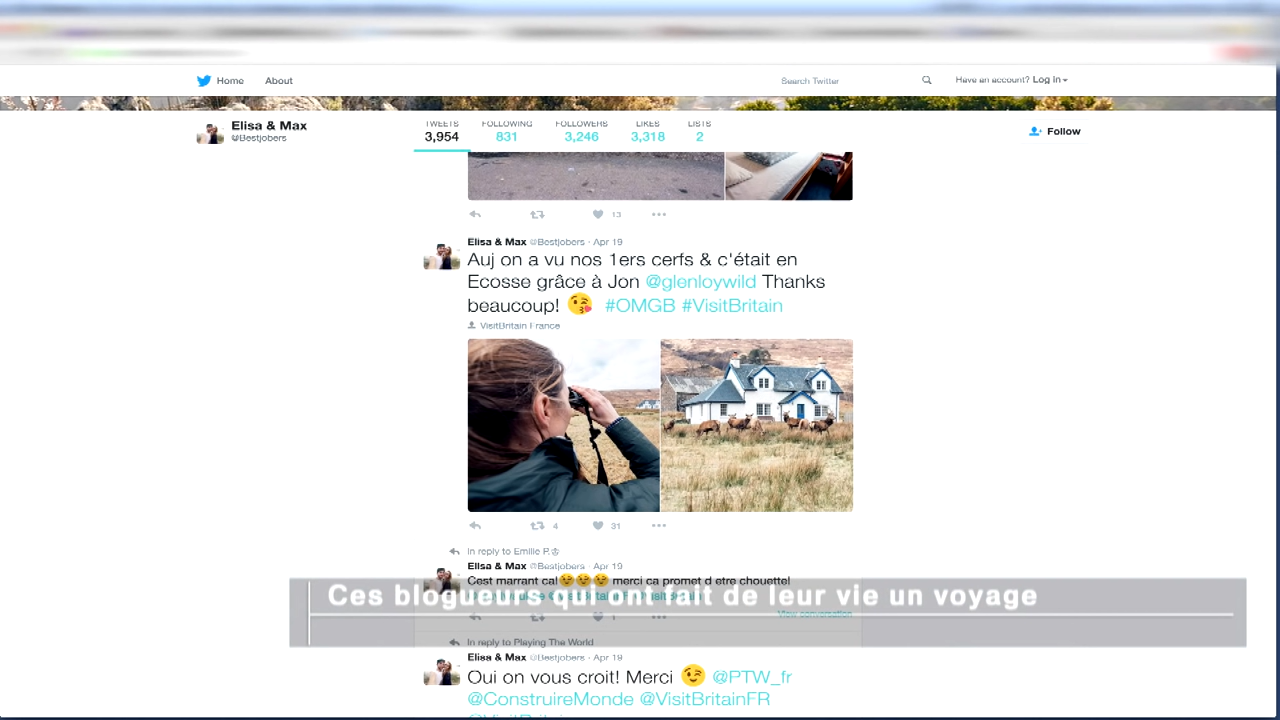 Home About Search Twitter Have an account? Log in
Elisa & Max
@Bestjobers
TWEETS FOLLOWING FOLLOWERS LIKES LISTS
3,954 831 3,246 3,318 2
Follow
13
Elisa & Max @Bestjobers · Apr 19
Auj on a vu nos 1ers cerfs & c'était en
Ecosse grâce à Jon @glenloywild Thanks
beaucoup! 😘 #OMGB #VisitBritain
VisitBritain France
4 31
In reply to Emilie P.
Elisa & Max @Bestjobers · Apr 19
Cest marrant ca!😉😉😉 merci ca promet d etre chouette!
Ces blogueurs qui ont fait de leur vie un voyage
1
View conversation
In reply to Playing The World
Elisa & Max @Bestjobers · Apr 19
Oui on vous croit! Merci 😉 @PTW_fr
@ConstruireMonde @VisitBritainFR